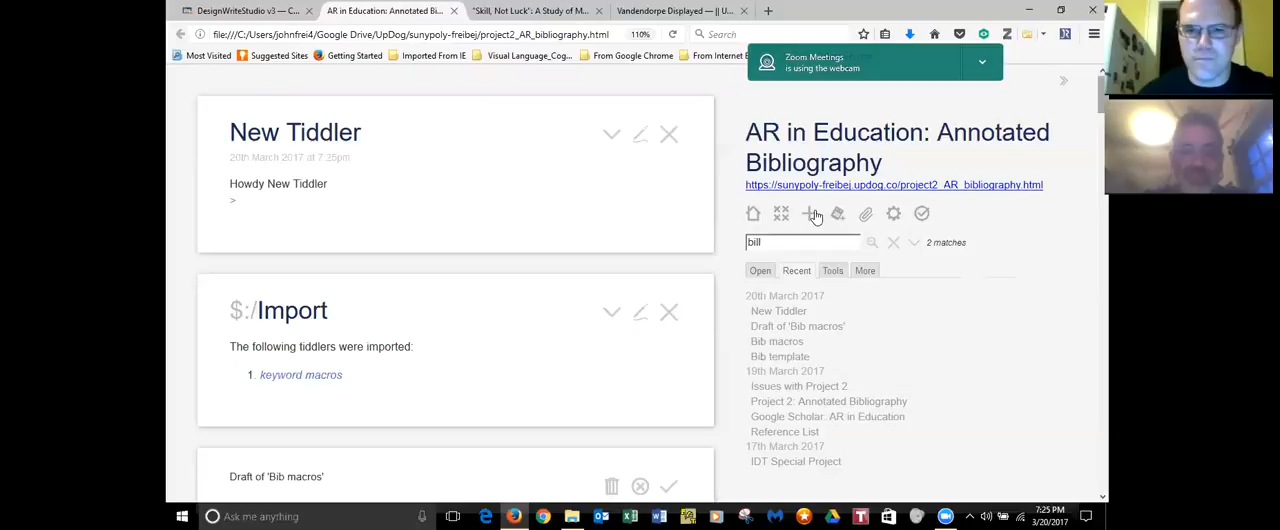 DesignWriteStudio v3 — C...
AR in Education: Annotated Bi...
"Skill, Not Luck": A Study of M...
Vandendorpe Displayed — || U...
file:///C:/Users/johnfrei4/Google Drive/UpDog/sunypoly-freibej/project2_AR_bibliography.html
110%
Search
Most Visited
Suggested Sites
Getting Started
Imported From IE
Visual Language_Cog...
From Google Chrome
From Internet E
Zoom Meetings
is using the webcam
New Tiddler
20th March 2017 at 7:25pm
Howdy New Tiddler
>
$:/Import
The following tiddlers were imported:
1. keyword macros
Draft of 'Bib macros'
AR in Education: Annotated
Bibliography
https://sunypoly-freibej.updog.co/project2_AR_bibliography.html
bill
2 matches
Open
Recent
Tools
More
20th March 2017
New Tiddler
Draft of 'Bib macros'
Bib macros
Bib template
19th March 2017
Issues with Project 2
Project 2: Annotated Bibliography
Google Scholar: AR in Education
Reference List
17th March 2017
IDT Special Project
Ask me anything
7:25 PM
3/20/2017